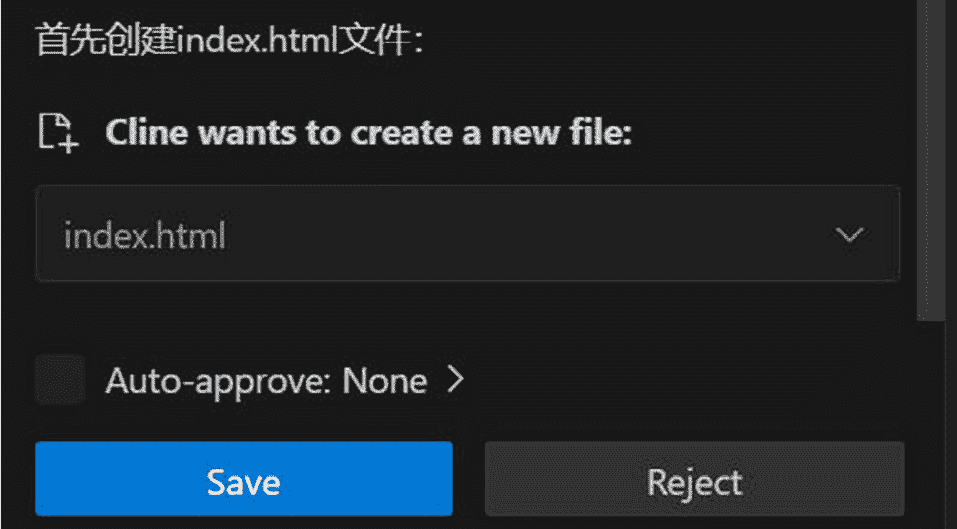 首先创建index.html文件：
Cline wants to create a new file:
index.html
Auto-approve: None
Save
Reject